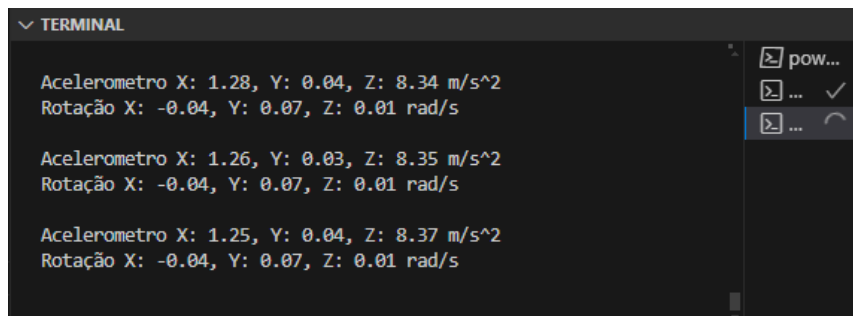 TERMINAL
Acelerometro X: 1.28, Y: 0.04, Z: 8.34 m/s^2
Rotação X: -0.04, Y: 0.07, Z: 0.01 rad/s
Acelerometro X: 1.26, Y: 0.03, Z: 8.35 m/s^2
Rotação X: -0.04, Y: 0.07, Z: 0.01 rad/s
Acelerometro X: 1.25, Y: 0.04, Z: 8.37 m/s^2
Rotação X: -0.04, Y: 0.07, Z: 0.01 rad/s
pow...
...
...